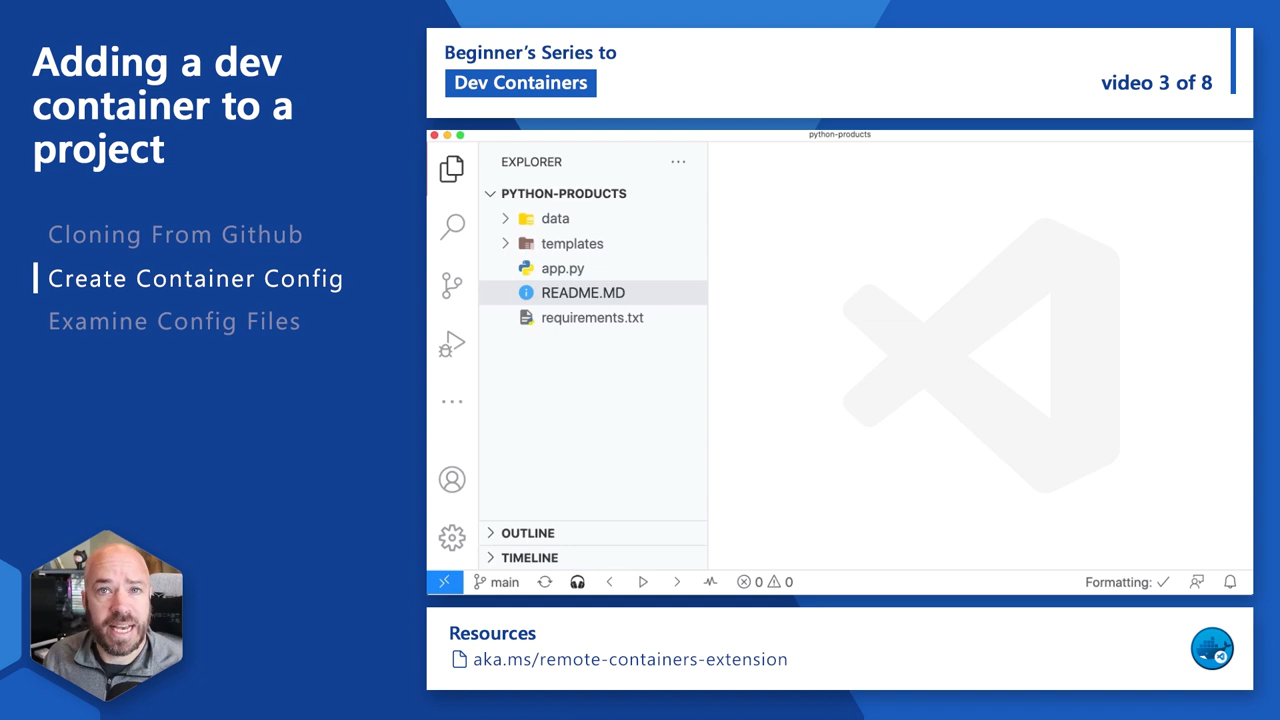 Adding a dev
container to a
project
Cloning From Github
Create Container Config
Examine Config Files
Beginner's Series to
Dev Containers
video 3 of 8
python-products
EXPLORER
PYTHON-PRODUCTS
data
templates
app.py
README.MD
requirements.txt
OUTLINE
TIMELINE
main
0 0
Formatting: ✓
Resources
aka.ms/remote-containers-extension